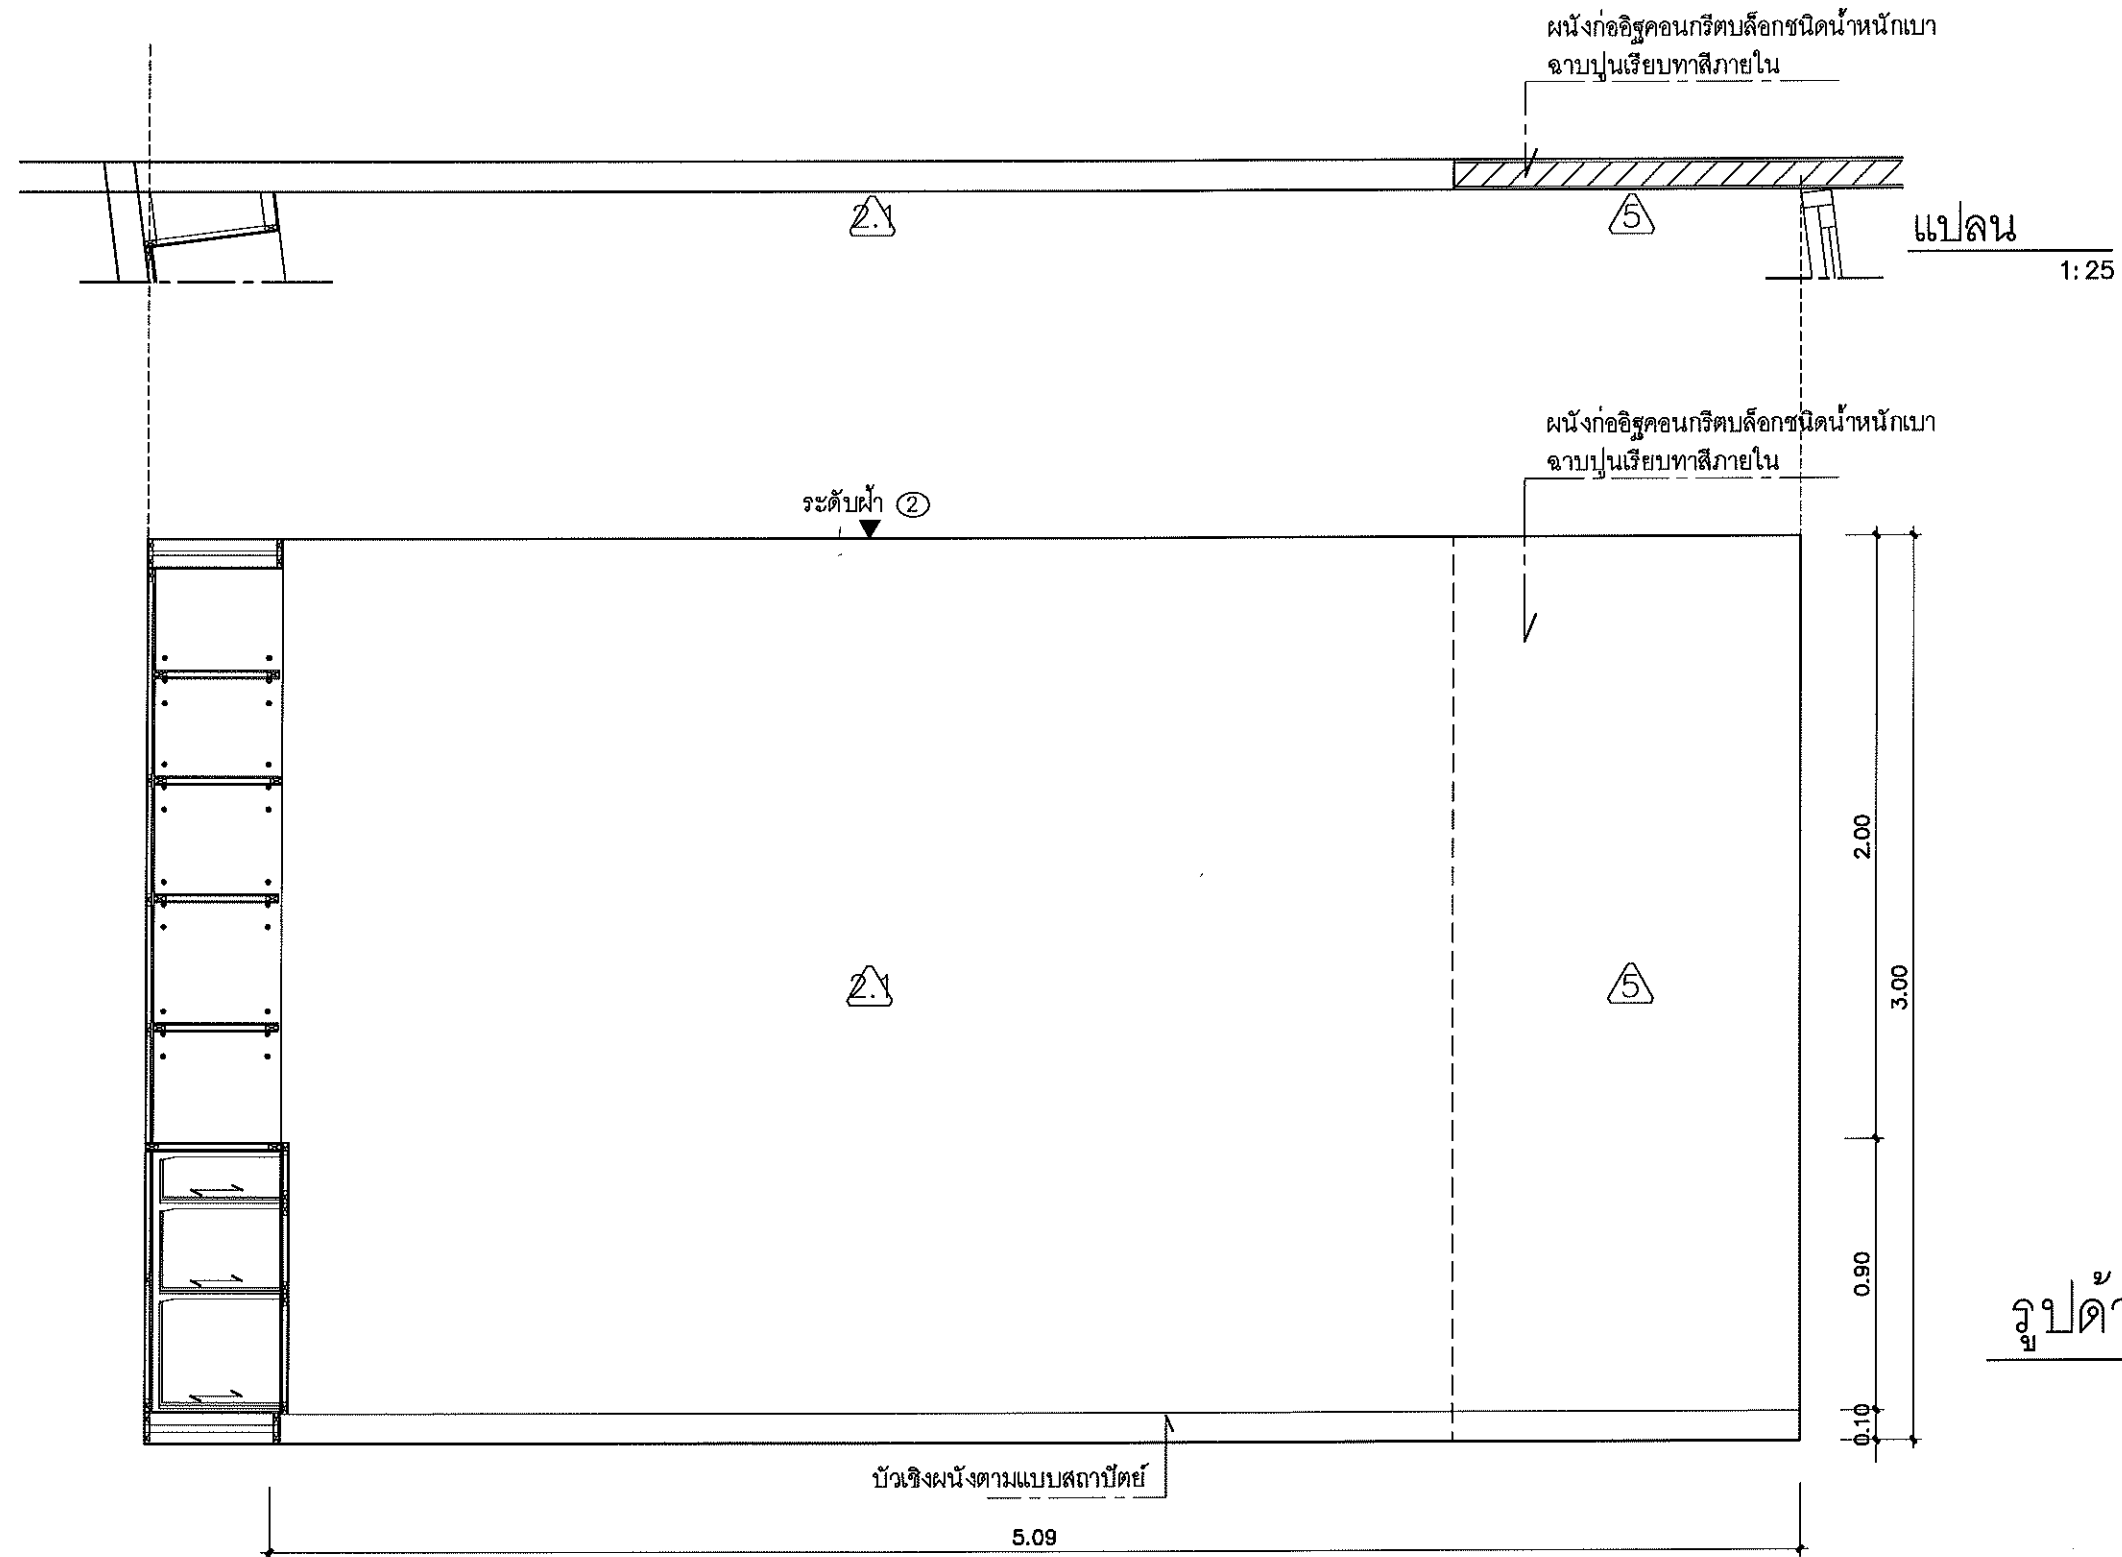 ผนังก่ออิฐคอนกรีตบล็อกชนิดน้ำหนักเบา
ฉาบปูนเรียบทาสีภายใน
2.1
5
แปลน
1:25
ผนังก่ออิฐคอนกรีตบล็อกชนิดน้ำหนักเบา
ฉาบปูนเรียบทาสีภายใน
ระดับฝ้า 2
2.00
3.00
2.1
5
0.90
รูปด้า
0.10
บัวเชิงผนังตามแบบสถาปัตย์
5.09